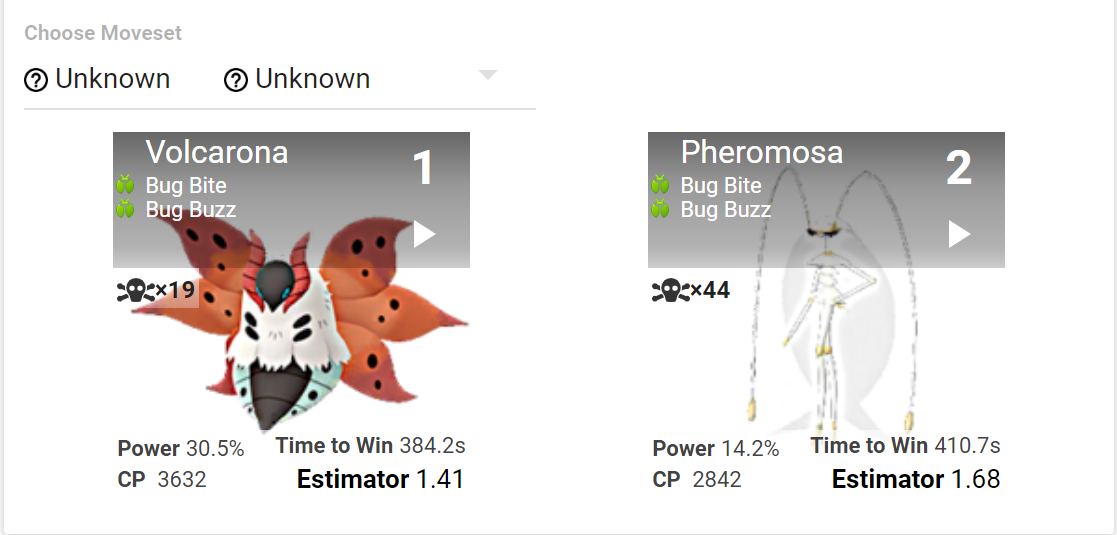 Choose Moveset
Unknown Unknown
Volcarona 1
Bug Bite
Bug Buzz
×19
Power 30.5% Time to Win 384.2s
CP 3632 Estimator 1.41
Pheromosa 2
Bug Bite
Bug Buzz
×44
Power 14.2% Time to Win 410.7s
CP 2842 Estimator 1.68